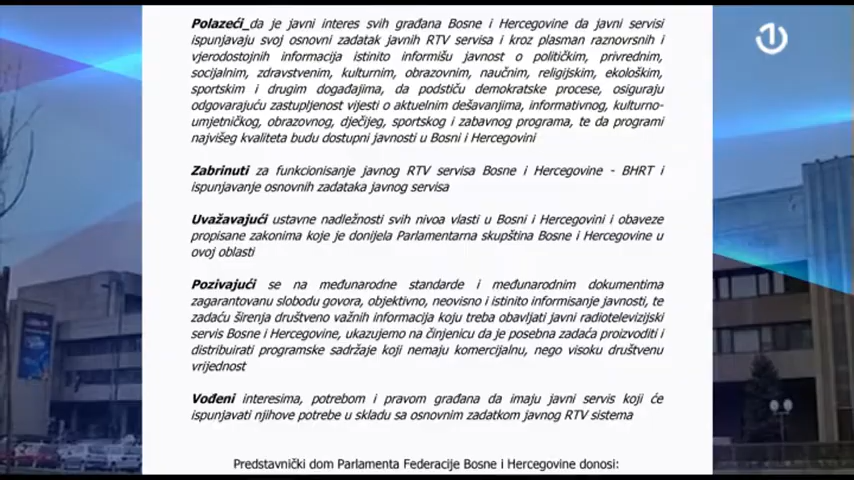 Polazeći da je javni interes svih građana Bosne i Hercegovine da javni servisi
ispunjavaju svoj osnovni zadatak javnih RTV servisa i kroz plasman raznovrsnih i
vjerodostojnih informacija istinito informišu javnost o političkim, privrednim,
socijalnim, zdravstvenim, kulturnim, obrazovnim, naučnim, religijskim, ekološkim,
sportskim i drugim događajima, da podstiču demokratske procese, osiguraju
odgovarajuću zastupljenost vijesti o aktuelnim dešavanjima, informativnog, kulturno-
umjetničkog, obrazovnog, dječijeg, sportskog i zabavnog programa, te da programi
najvišeg kvaliteta budu dostupni javnosti u Bosni i Hercegovini
Zabrinuti za funkcionisanje javnog RTV servisa Bosne i Hercegovine - BHRT i
ispunjavanje osnovnih zadataka javnog servisa
Uvažavajući ustavne nadležnosti svih nivoa vlasti u Bosni i Hercegovini i obaveze
propisane zakonima koje je donijela Parlamentarna skupština Bosne i Hercegovine u
ovoj oblasti
Pozivajući se na međunarodne standarde i međunarodnim dokumentima
zagarantovanu slobodu govora, objektivno, neovisno i istinito informisanje javnosti, te
zadaću širenja društveno važnih informacija koju treba obavljati javni radiotelevizijski
servis Bosne i Hercegovine, ukazujemo na činjenicu da je posebna zadaća proizvoditi i
distribuirati programske sadržaje koji nemaju komercijalnu, nego visoku društvenu
vrijednost
Vođeni interesima, potrebom i pravom građana da imaju javni servis koji će
ispunjavati njihove potrebe u skladu sa osnovnim zadatkom javnog RTV sistema
Predstavnički dom Parlamenta Federacije Bosne i Hercegovine donosi: